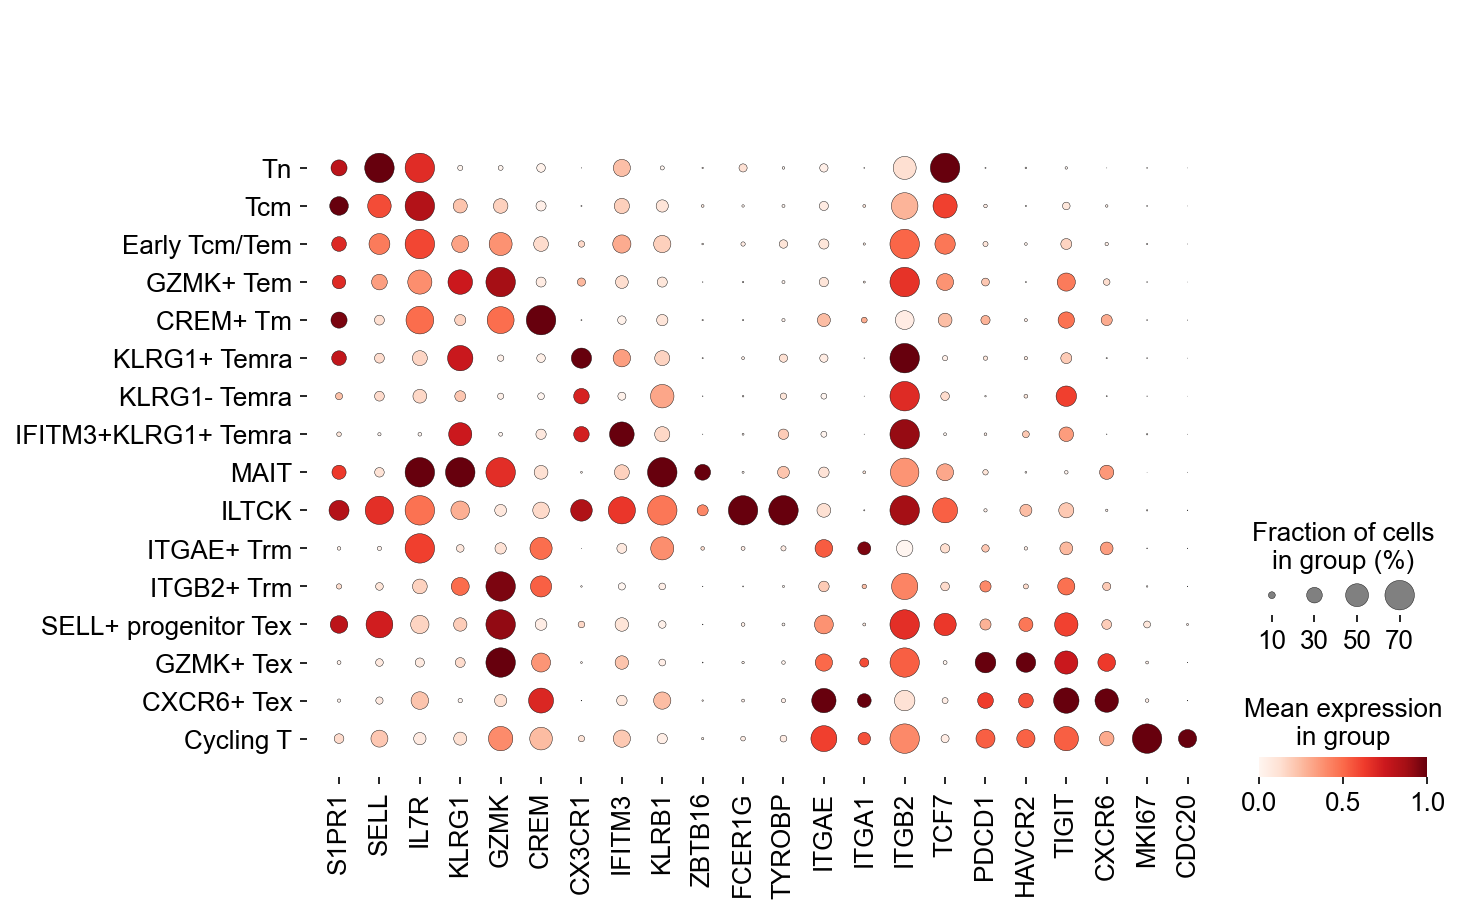 Tn
Tcm
Early Tcm/Tem
GZMK+ Tem
CREM+ Tm
KLRG1+ Temra
KLRG1- Temra
IFITM3+KLRG1+ Temra
MAIT
ILTCK
ITGAE+ Trm
ITGB2+ Trm
SELL+ progenitor Tex
GZMK+ Tex
CXCR6+ Tex
Cycling T
S1PR1
SELL
IL7R
KLRG1
GZMK
CREM
CX3CR1
IFITM3
KLRB1
ZBTB16
FCER1G
TYROBP
ITGAE
ITGA1
ITGB2
TCF7
PDCD1
HAVCR2
TIGIT
CXCR6
MKI67
CDC20
Fraction of cells
in group (%)
10 30 50 70
Mean expression
in group
0.0 0.5 1.0